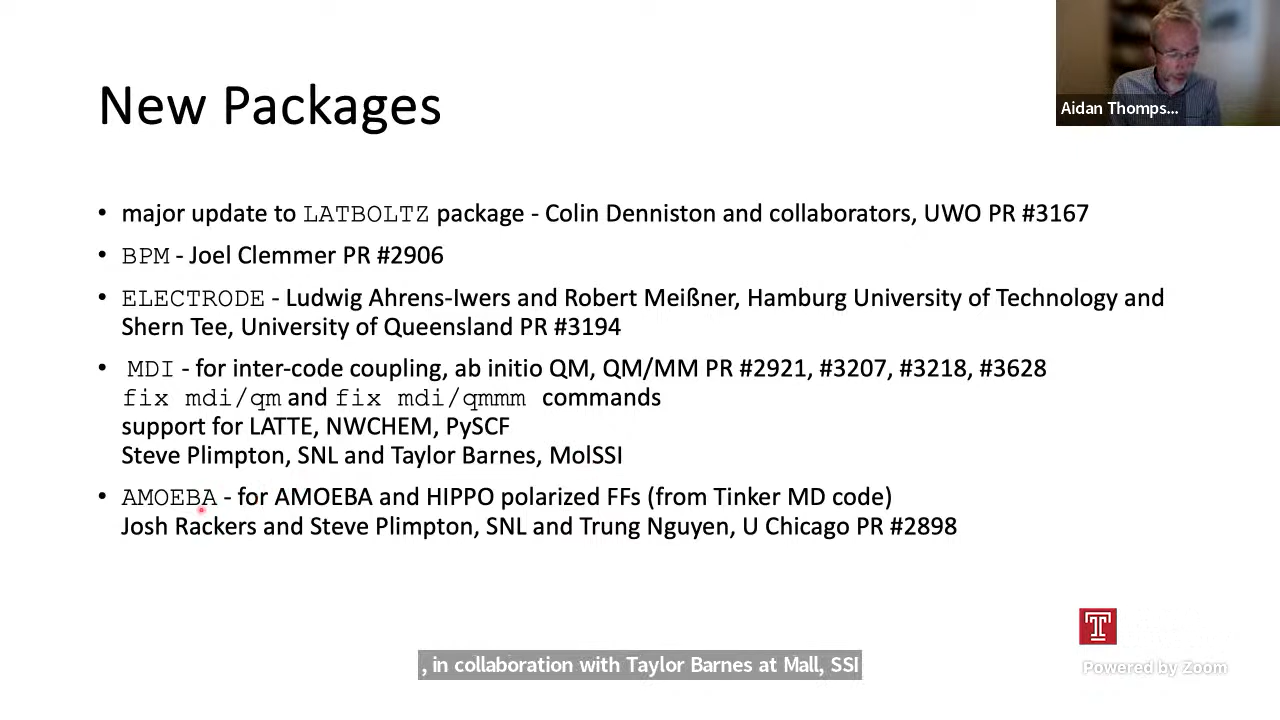 New Packages
Aidan Thomps...
• major update to LATBOLTZ package - Colin Denniston and collaborators, UWO PR #3167
• BPM - Joel Clemmer PR #2906
• ELECTRODE - Ludwig Ahrens-Iwers and Robert Meißner, Hamburg University of Technology and
Shern Tee, University of Queensland PR #3194
• MDI - for inter-code coupling, ab initio QM, QM/MM PR #2921, #3207, #3218, #3628
fix mdi/qm and fix mdi/qmmm commands
support for LATTE, NWCHEM, PySCF
Steve Plimpton, SNL and Taylor Barnes, MolSSI
• AMOEBA - for AMOEBA and HIPPO polarized FFs (from Tinker MD code)
Josh Rackers and Steve Plimpton, SNL and Trung Nguyen, U Chicago PR #2898
T
, in collaboration with Taylor Barnes at Mall, SSI
Powered by Zoom